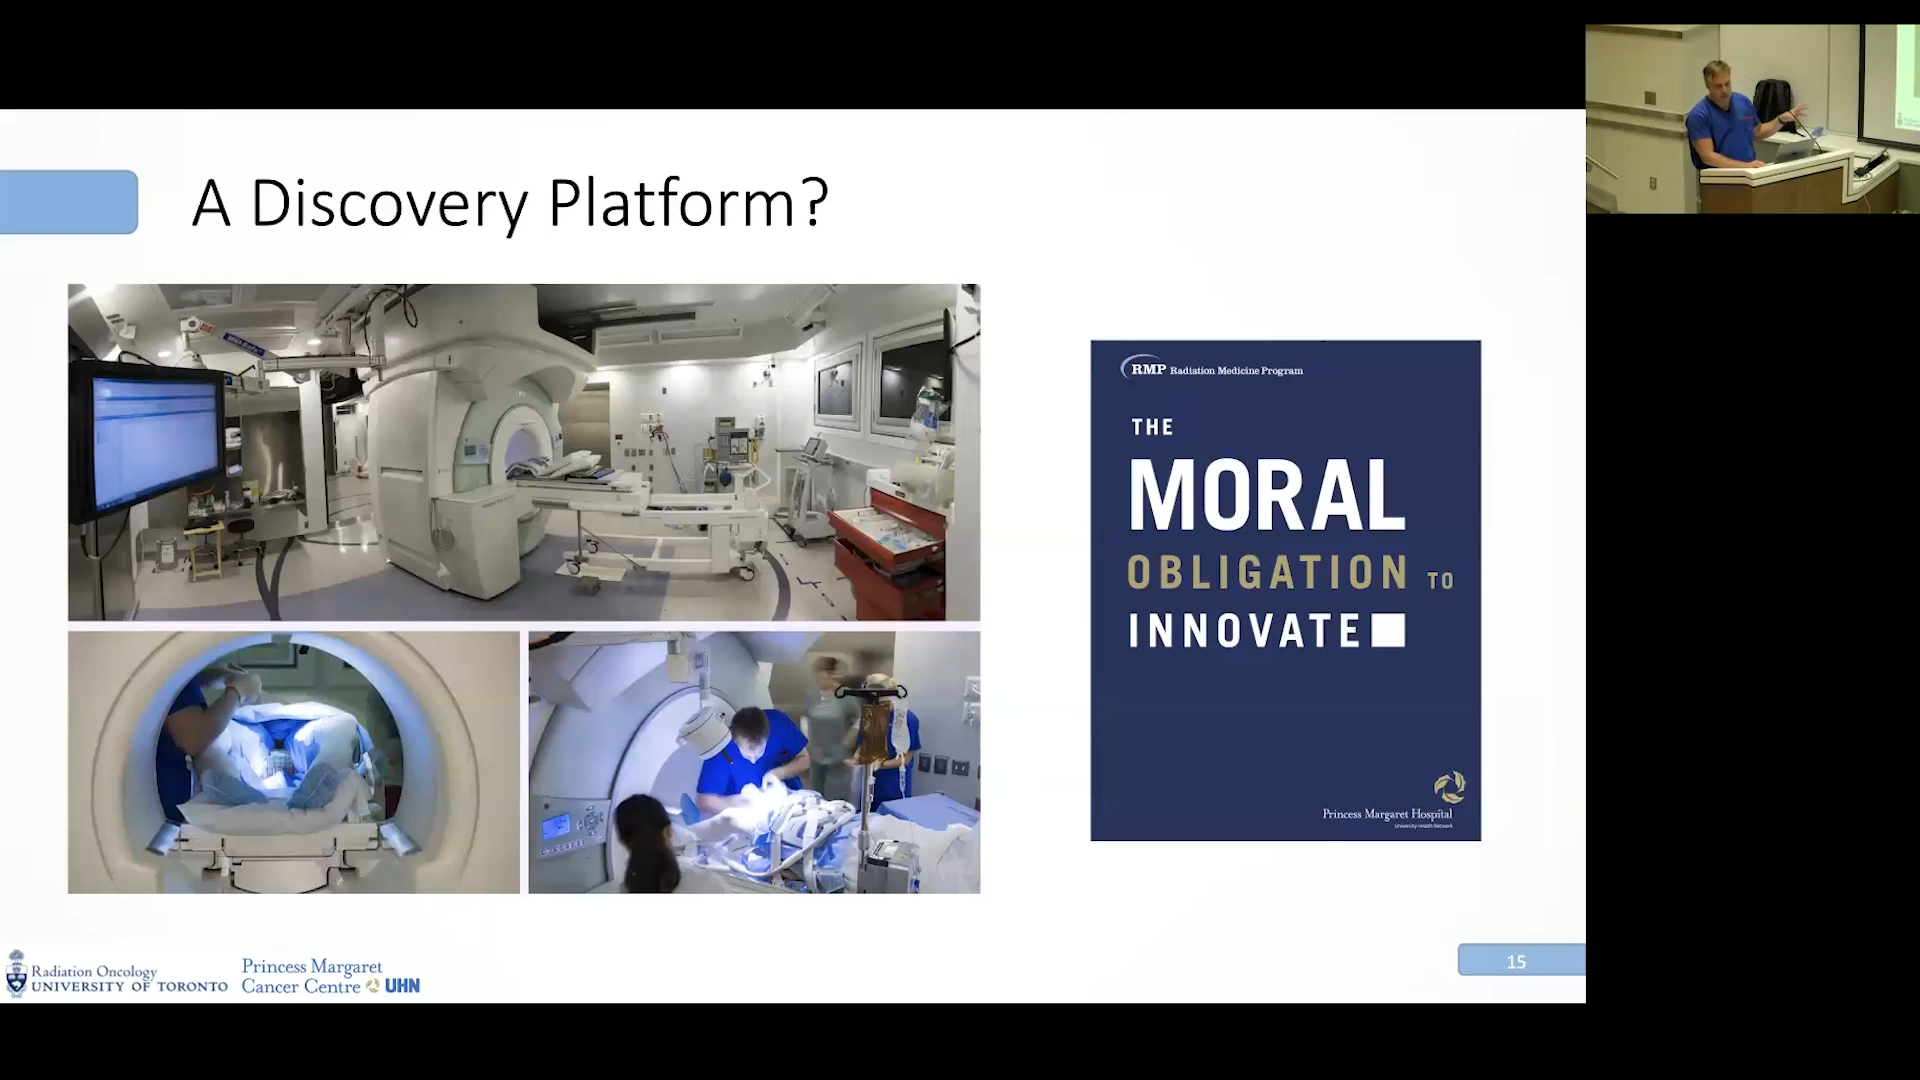 A Discovery Platform?
RMP Radiation Medicine Program
THE
MORAL
OBLIGATION TO
INNOVATE
Princess Margaret Hospital
University Health Network
Radiation Oncology
UNIVERSITY OF TORONTO
Princess Margaret
Cancer Centre UHN
15